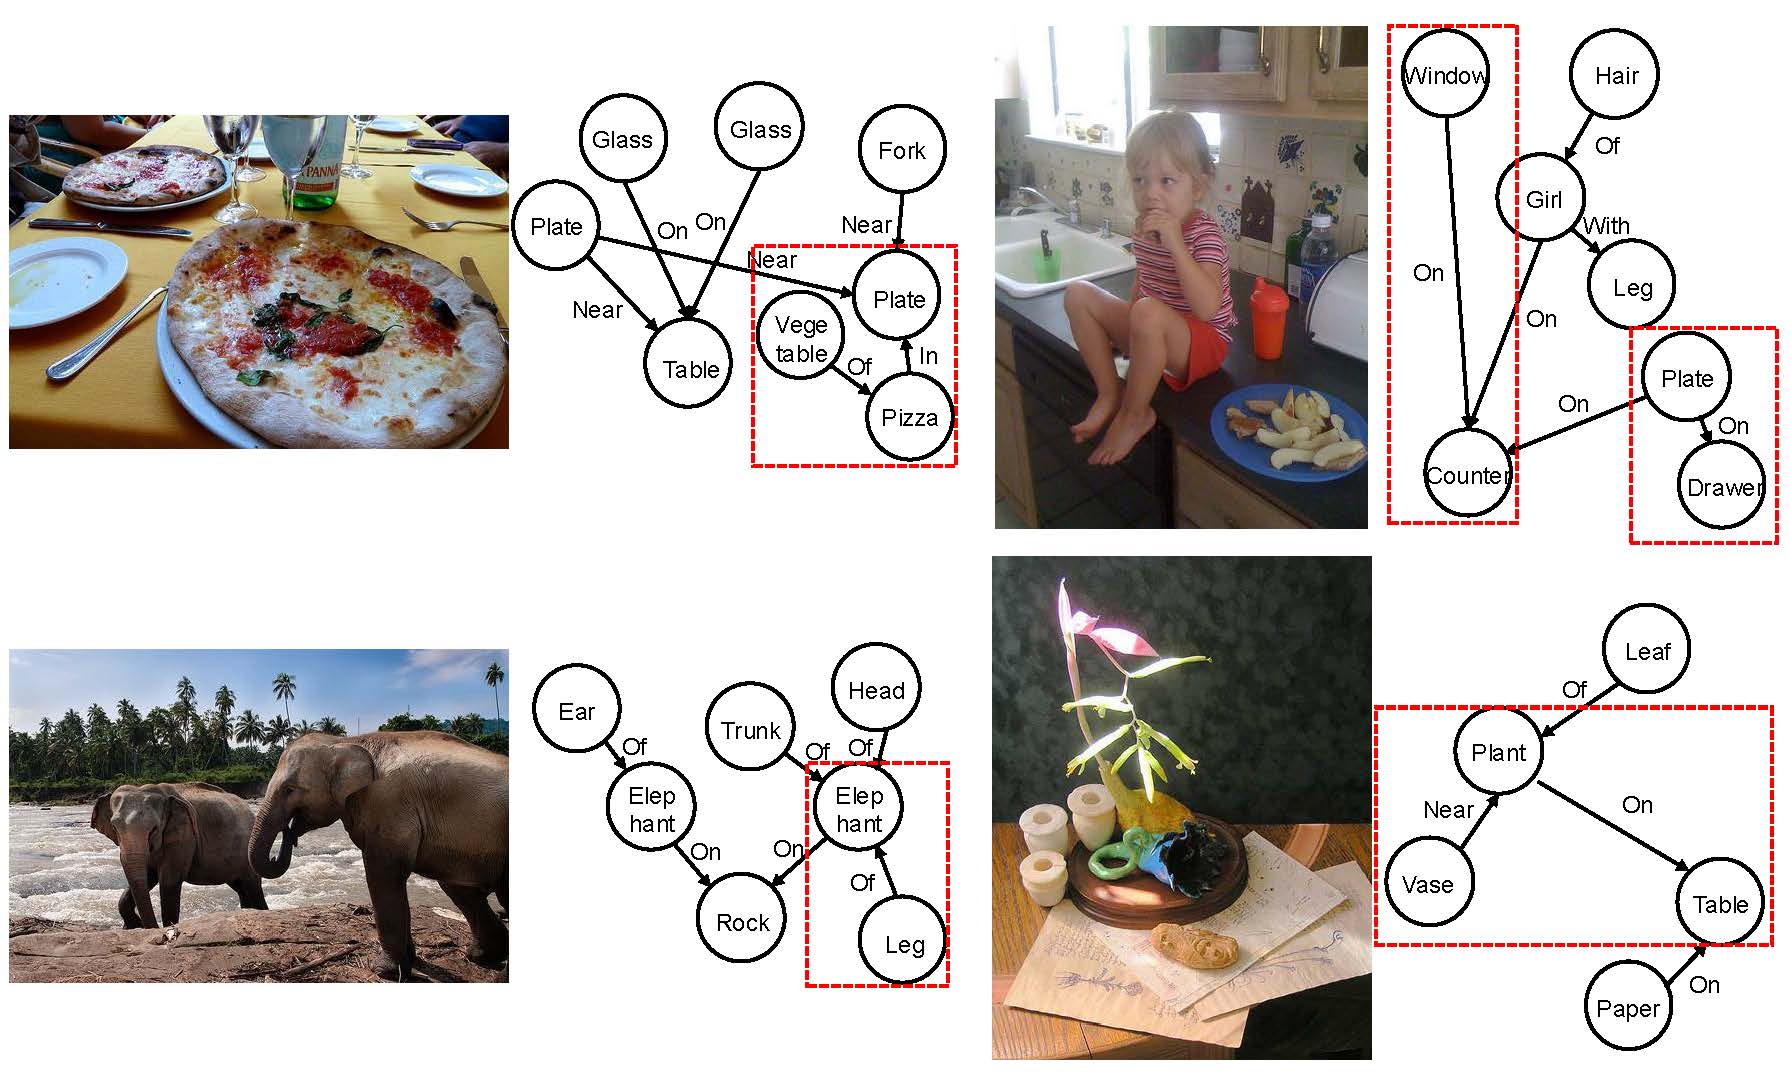 Glass
Glass
Fork
Plate
On
On
Near
Near
Near
Plate
Vege
table
Table
Of
In
Pizza
PANNA
Window
Hair
Of
Girl
With
On
Leg
On
Plate
On
On
Counter
Drawer
Ear
Trunk
Head
Of
Of
Of
Elep
hant
Elep
hant
On
On
Rock
Of
Leg
Leaf
Of
Plant
On
Near
Vase
Table
Paper
On